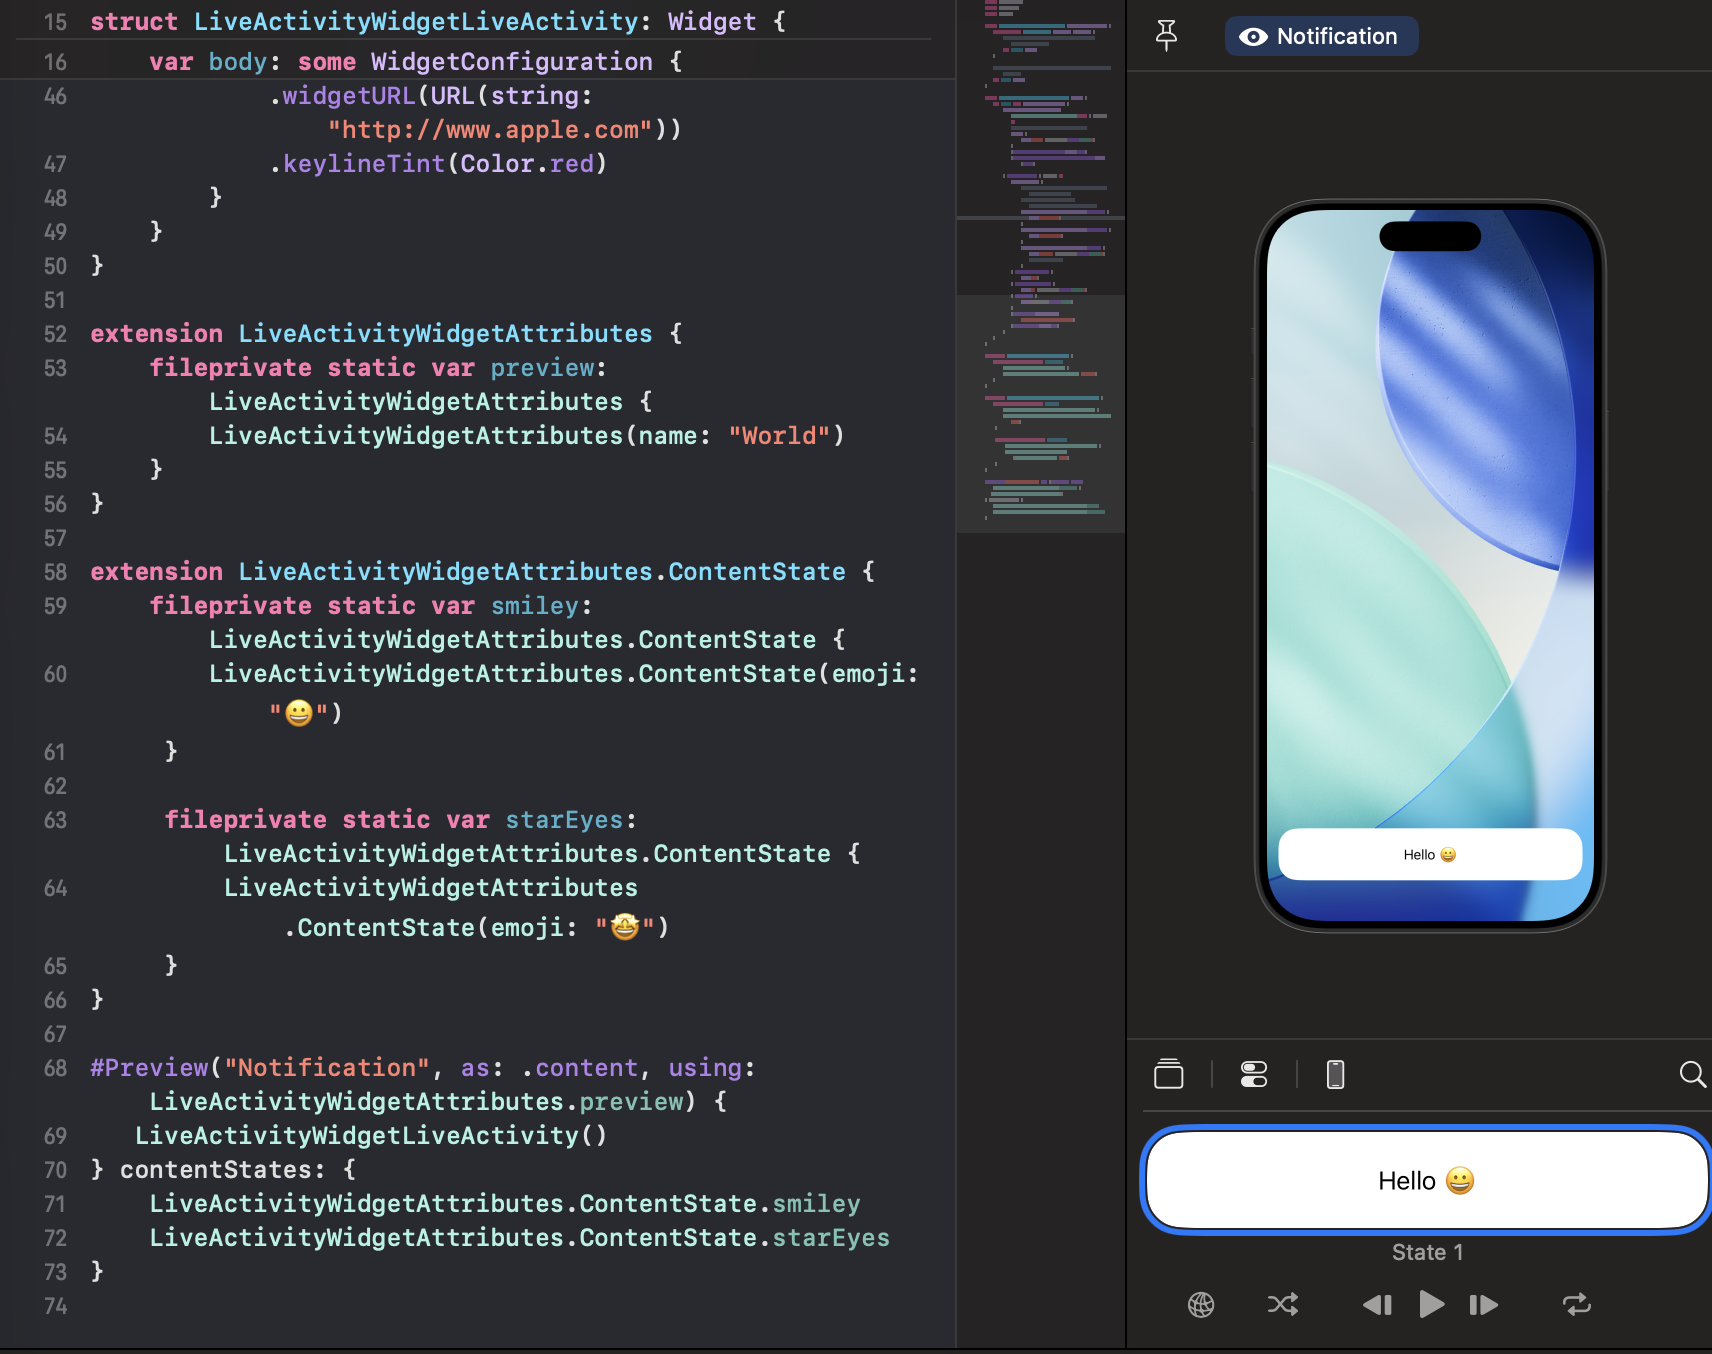 15 struct LiveActivityWidgetLiveActivity: Widget {
16 var body: some WidgetConfiguration {
46 .widgetURL(URL(string:
"http://www.apple.com"))
47 .keylineTint(Color.red)
48 }
49 }
50 }
51
52 extension LiveActivityWidgetAttributes {
53 fileprivate static var preview:
LiveActivityWidgetAttributes {
54 LiveActivityWidgetAttributes(name: "World")
55 }
56 }
57
58 extension LiveActivityWidgetAttributes.ContentState {
59 fileprivate static var smiley:
LiveActivityWidgetAttributes.ContentState {
60 LiveActivityWidgetAttributes.ContentState(emoji:
"😀")
61 }
62
63 fileprivate static var starEyes:
LiveActivityWidgetAttributes.ContentState {
64 LiveActivityWidgetAttributes
.ContentState(emoji: "🤩")
65 }
66 }
67
68 #Preview("Notification", as: .content, using:
LiveActivityWidgetAttributes.preview) {
69 LiveActivityWidgetLiveActivity()
70 } contentStates: {
71 LiveActivityWidgetAttributes.ContentState.smiley
72 LiveActivityWidgetAttributes.ContentState.starEyes
73 }
74
Notification
Hello 😀
Hello 😀
State 1